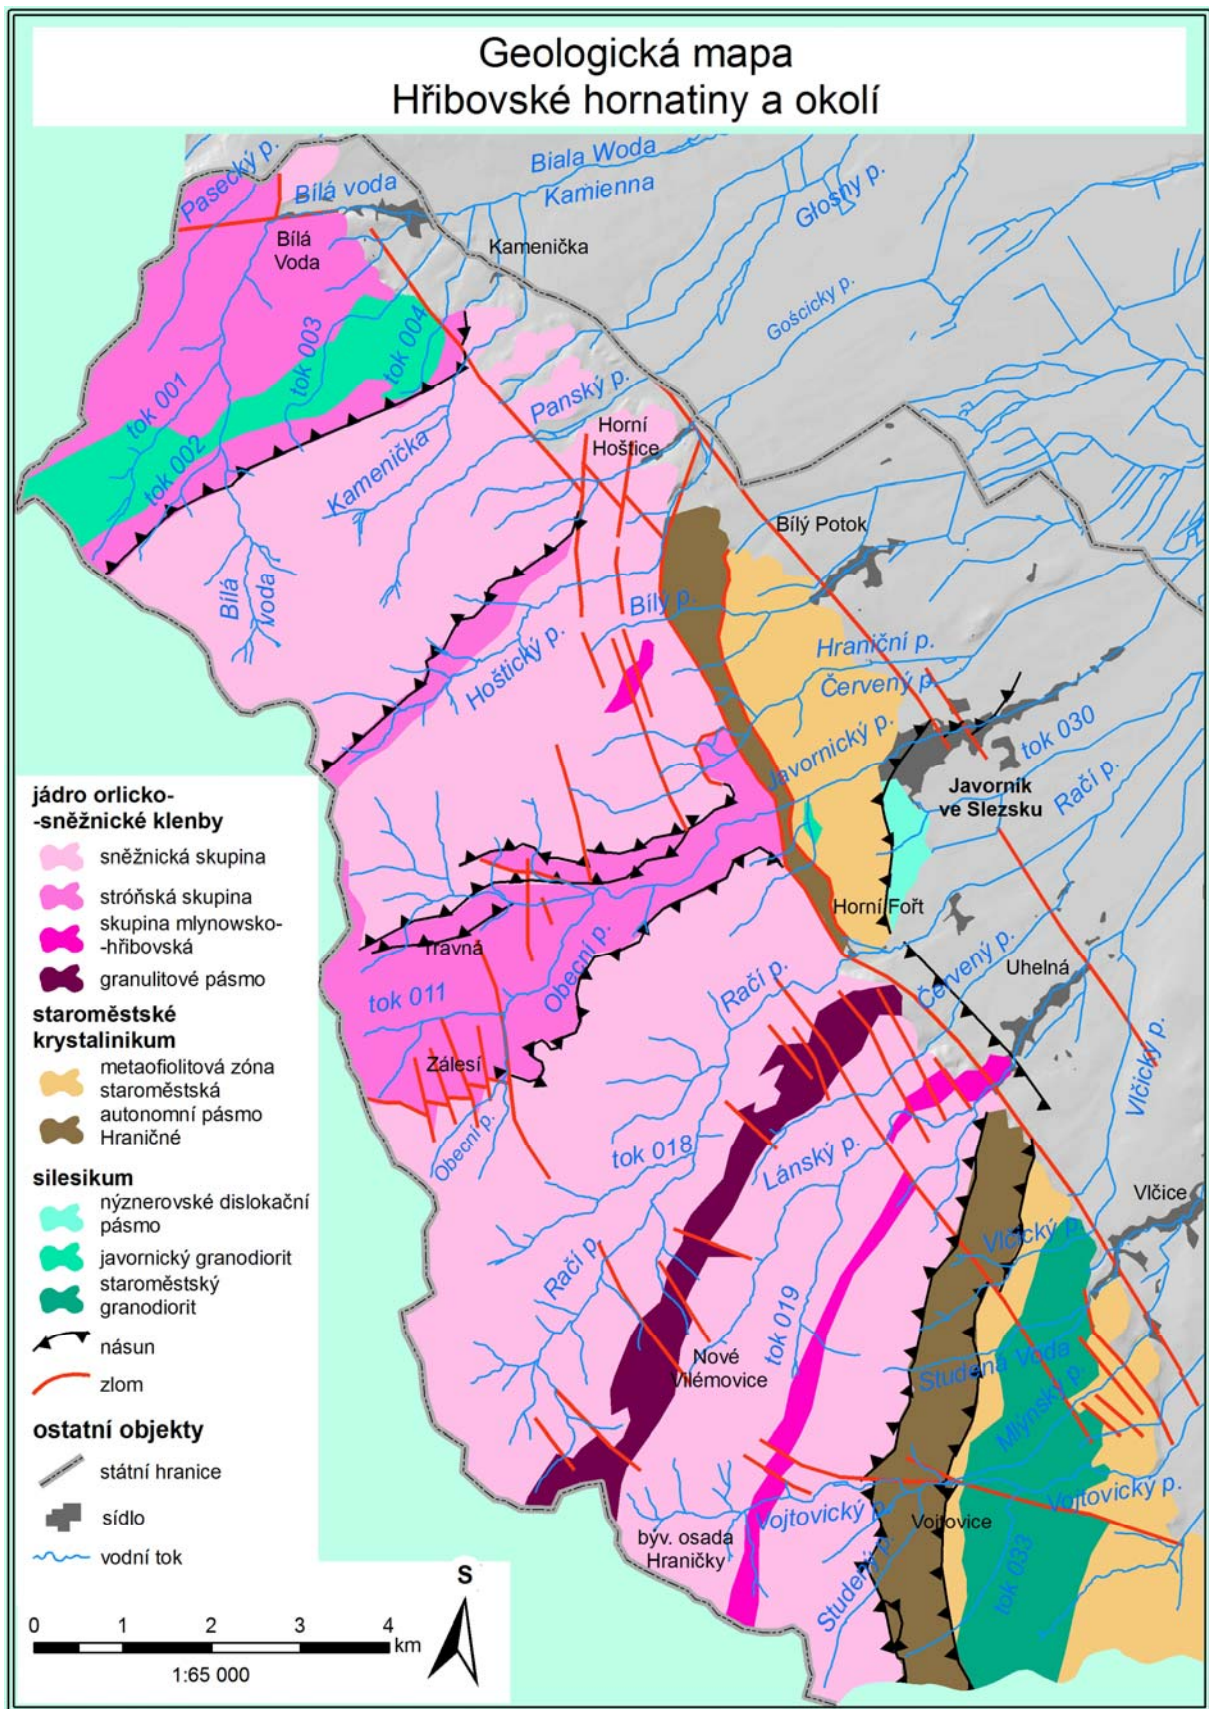 Geologická mapa
Hřibovské hornatiny a okolí
Pasecký p.
Bílá voda
Biala Woda
Kamienna
Głosny p.
Bílá
Voda
Kamenička
Gościcky p.
tok 003
tok 004
tok 001
tok 002
Panský p.
Horní
Hoštice
Kamenička
Bílý Potok
Bílá
voda
Bílý p.
Hoštický p.
Hraniční p.
Červený p.
Javornický p.
tok 030
Račí p.
Javorník
ve Slezsku
Horní Fořt
Travná
Obecní p.
tok 011
Račí p.
Červený p.
Uhelná
Vlčický p.
Zálesí
Obecní p.
tok 018
Lánský p.
Vlčice
Vlčický p.
Račí p.
tok 019
Nové
Vilémovice
Studená Voda
Mlýnský p.
Vojtovický p.
Vojtovický p.
Vojtovice
býv. osada
Hraničky
Studený p.
tok 033
jádro orlicko-
-sněžnické klenby
sněžnická skupina
stróňská skupina
skupina mlynowsko-
-hřibovská
granulitové pásmo
staroměstské
krystalinikum
metaofiolitová zóna
staroměstská
autonomní pásmo
Hraničné
silesikum
nýznerovské dislokační
pásmo
javornický granodiorit
staroměstský
granodiorit
násun
zlom
ostatní objekty
státní hranice
sídlo
vodní tok
S
0 1 2 3 4
km
1:65 000